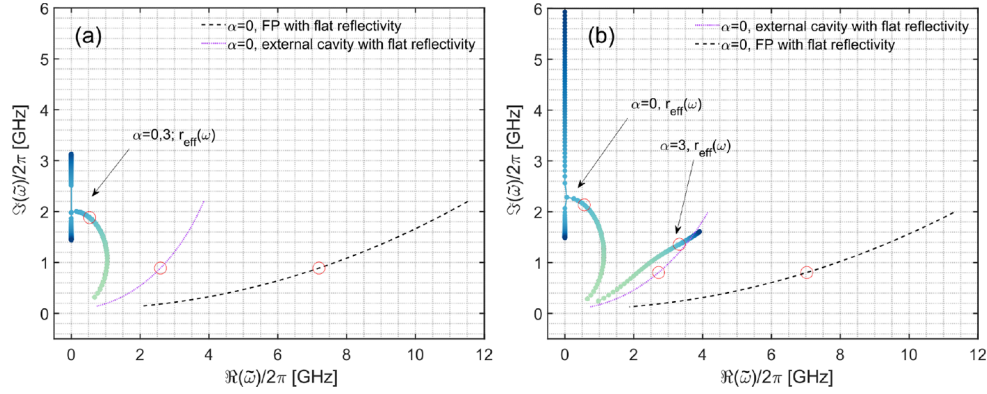 (a)
α=0, FP with flat reflectivity
α=0, external cavity with flat reflectivity
α=0,3; r_eff(ω)
ℑ(ω̃)/2π [GHz]
6
5
4
3
2
1
0
0 2 4 6 8 10 12
ℜ(ω̃)/2π [GHz]
(b)
α=0, external cavity with flat reflectivity
α=0, FP with flat reflectivity
α=0, r_eff(ω)
α=3, r_eff(ω)
ℑ(ω̃)/2π [GHz]
6
5
4
3
2
1
0
0 2 4 6 8 10 12
ℜ(ω̃)/2π [GHz]